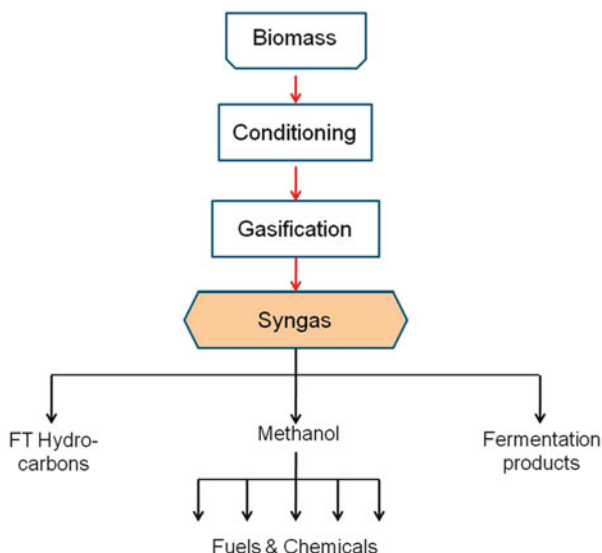 Biomass
Conditioning
Gasification
Syngas
FT Hydro-
carbons
Methanol
Fermentation
products
Fuels & Chemicals